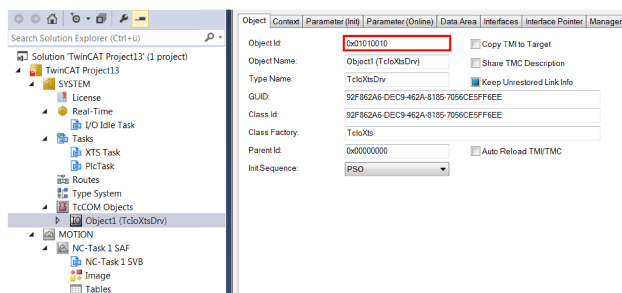 Search Solution Explorer (Ctrl+ü)
Solution 'TwinCAT Project13' (1 project)
TwinCAT Project13
SYSTEM
License
Real-Time
I/O Idle Task
Tasks
XTS Task
PlcTask
Routes
Type System
TcCOM Objects
Object1 (TcIoXtsDrv)
MOTION
NC-Task 1 SAF
NC-Task 1 SVB
Image
Tables
Object Context Parameter (Init) Parameter (Online) Data Area Interfaces Interface Pointer Manager
Object Id: 0x01010010 Copy TMI to Target
Object Name: Object1 (TcIoXtsDrv) Share TMC Description
Type Name: TcIoXtsDrv Keep Unrestored Link Info
GUID: 92F862A6-DEC9-462A-8185-7056CE5FF6EE
Class Id: 92F862A6-DEC9-462A-8185-7056CE5FF6EE
Class Factory: TcIoXts
Parent Id: 0x00000000 Auto Reload TMI/TMC
Init Sequence: PSO